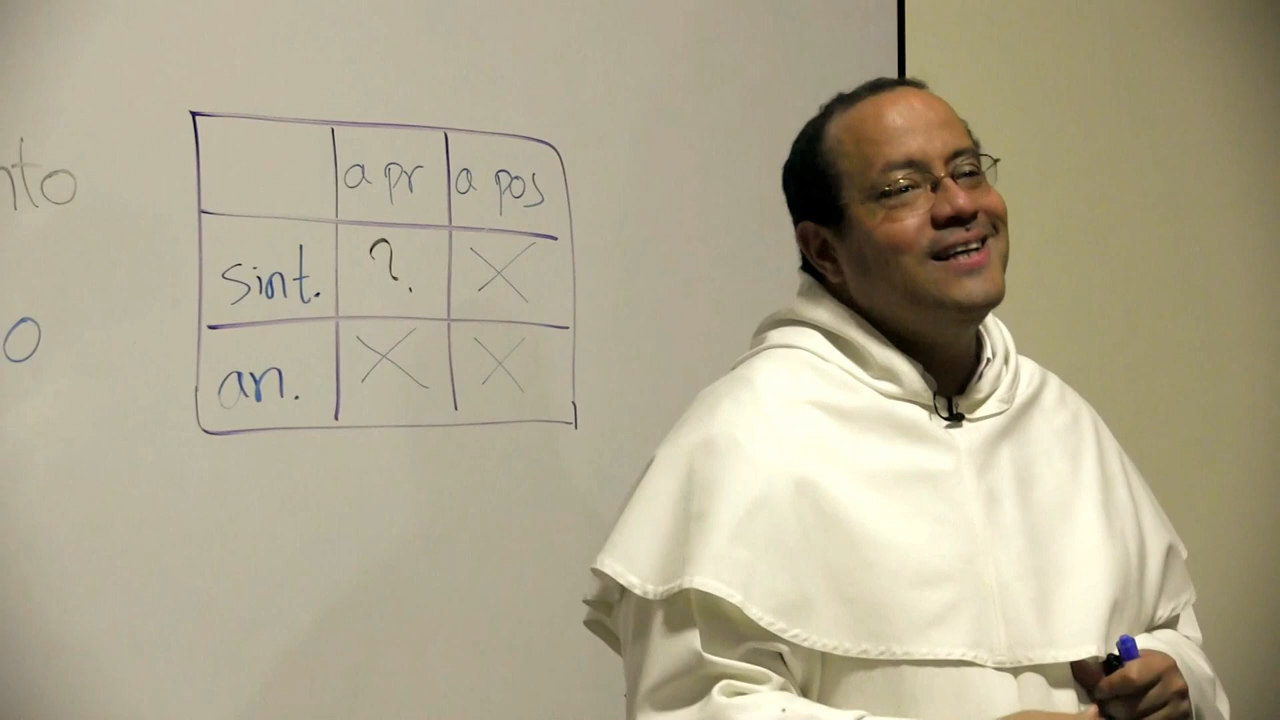 a pr a pos
sint. ? X
an. X X
nto
o